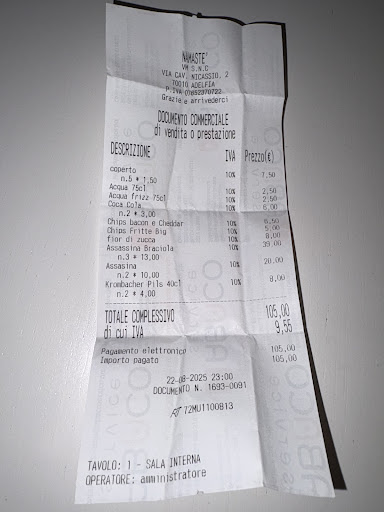 NAMASTE'
VM S.N.C
VIA CAV. NICASSIO, 2
70010 ADELFIA
Grazie e arrivederci
DOCUMENTO COMMERCIALE
di vendita o prestazione
DESCRIZIONE IVA Prezzo(€)
coperto 10% 7,50
n.5 * 1,50
Acqua 75cl 10% 2,50
Acqua frizz 75cl 10% 2,50
Coca Cola 10% 6,00
n.2 * 3,00
Chips bacon e Cheddar 10% 6,50
Chips Fritte Big 10% 5,00
fior di zucca 10% 8,00
Assassina Braciola 10% 39,00
n.3 * 13,00
Assasina 10% 20,00
n.2 * 10,00
Krombacher Pils 40cl 10% 8,00
n.2 * 4,00
TOTALE COMPLESSIVO 105,00
di cui IVA 9,55
Pagamento elettronico 105,00
Importo pagato 105,00
22-08-2025 23:00
DOCUMENTO N. 1693-0091
72MU1100813
TAVOLO: 1 - SALA INTERNA
OPERATORE: amministratore